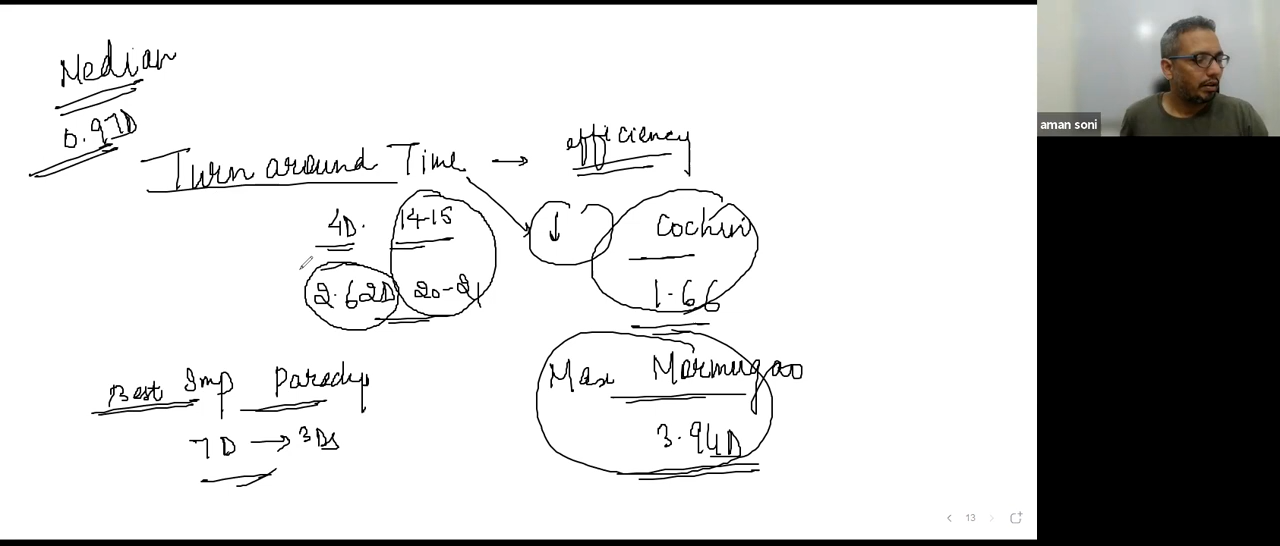 Median
0.97D
Turn around Time → efficiency
4D. 14-15
↓ Cochin
2.62D 20-21
1.66
Best Imp Paradip
7D → 3Ds
Max Mormugao
3.94D
aman soni
13